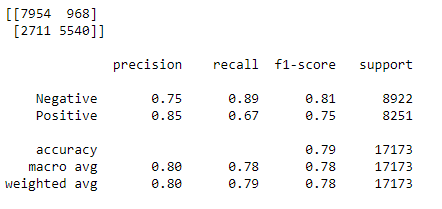 [[7954  968]
 [2711 5540]]
              precision    recall  f1-score   support
    Negative       0.75      0.89      0.81      8922
    Positive       0.85      0.67      0.75      8251
    accuracy                           0.79     17173
   macro avg       0.80      0.78      0.78     17173
weighted avg       0.80      0.79      0.78     17173